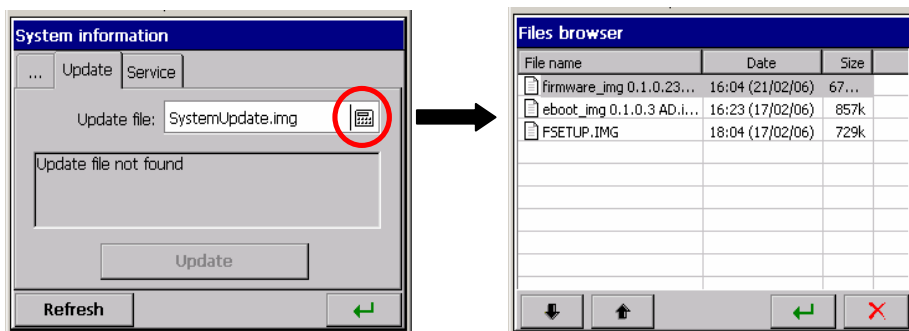 System information
... Update Service
Update file: SystemUpdate.img
Update file not found
Update
Refresh
Files browser
File name Date Size
firmware_img 0.1.0.23... 16:04 (21/02/06) 67...
eboot_img 0.1.0.3 AD.i... 16:23 (17/02/06) 857k
FSETUP.IMG 18:04 (17/02/06) 729k